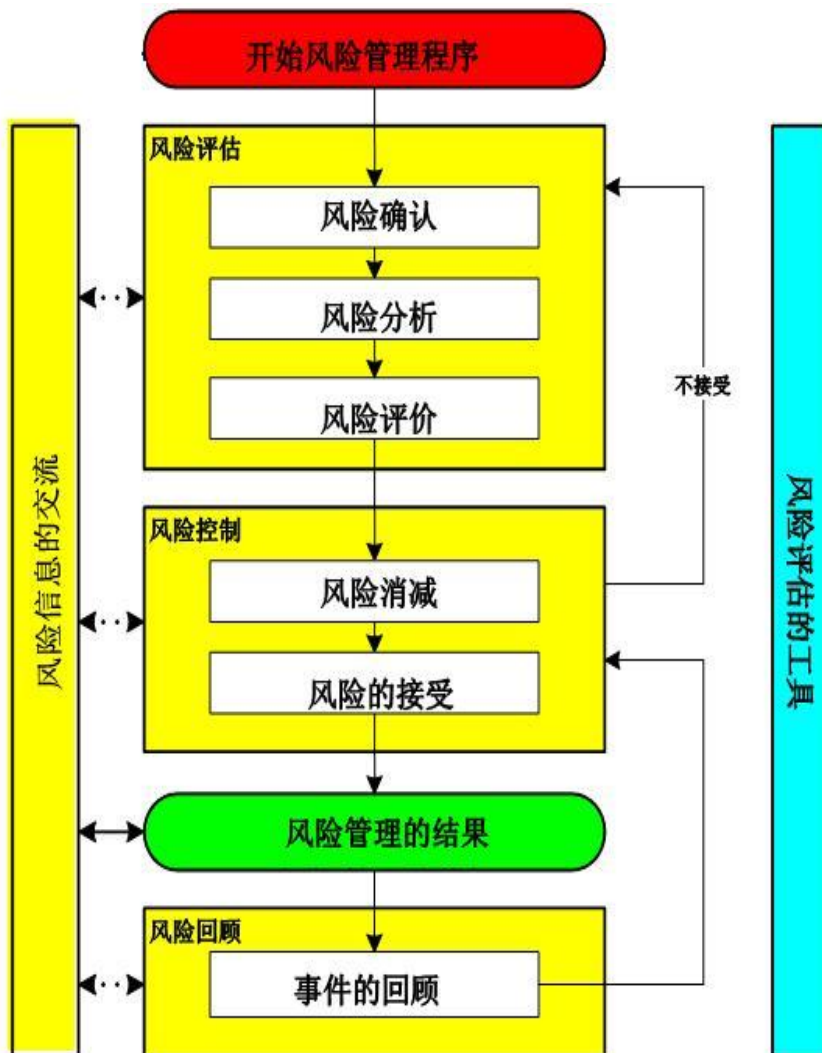 开始风险管理程序
风险评估
风险确认
风险分析
风险评价
不接受
风险控制
风险消减
风险的接受
风险管理的结果
风险回顾
事件的回顾
风险信息的交流
风险评估的工具